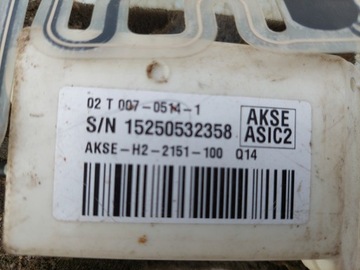 02 T 007-0514-1
S/N 15250532358
AKSE
ASIC2
AKSE-H2-2151-100 Q14